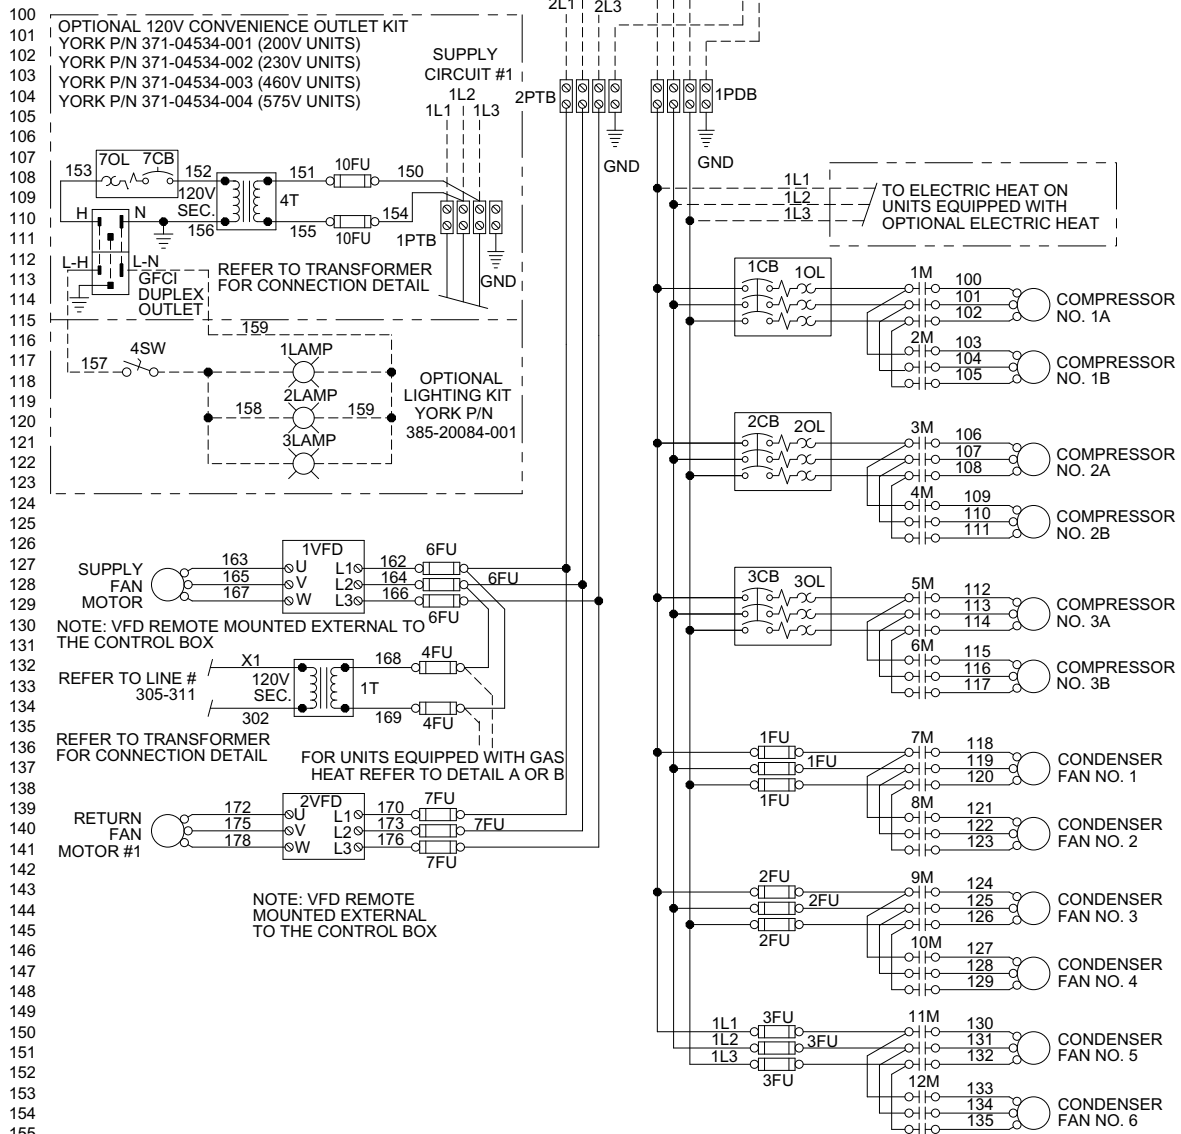 100
101
102
103
104
105
106
107
108
109
110
111
112
113
114
115
116
117
118
119
120
121
122
123
124
125
126
127
128
129
130
131
132
133
134
135
136
137
138
139
140
141
142
143
144
145
146
147
148
149
150
151
152
153
154
155
OPTIONAL 120V CONVENIENCE OUTLET KIT
YORK P/N 371-04534-001 (200V UNITS)
YORK P/N 371-04534-002 (230V UNITS)
YORK P/N 371-04534-003 (460V UNITS)
YORK P/N 371-04534-004 (575V UNITS)
SUPPLY
CIRCUIT #1
1L2
1L1 1L3
7OL 7CB
153
152
120V
SEC.
156
4T
151
10FU
150
155
10FU
154
1PTB
GND
H
N
L-H
L-N
GFCI
DUPLEX
OUTLET
REFER TO TRANSFORMER
FOR CONNECTION DETAIL
159
157
4SW
1LAMP
2LAMP
158
159
3LAMP
OPTIONAL
LIGHTING KIT
YORK P/N
385-20084-001
2L1
2L3
2PTB
GND
1PDB
GND
1L1
1L2
1L3
TO ELECTRIC HEAT ON
UNITS EQUIPPED WITH
OPTIONAL ELECTRIC HEAT
1CB 1OL
1M
100
101
102
COMPRESSOR
NO. 1A
2M
103
104
105
COMPRESSOR
NO. 1B
2CB 2OL
3M
106
107
108
COMPRESSOR
NO. 2A
4M
109
110
111
COMPRESSOR
NO. 2B
3CB 3OL
5M
112
113
114
COMPRESSOR
NO. 3A
6M
115
116
117
COMPRESSOR
NO. 3B
SUPPLY
FAN
MOTOR
163
165
167
1VFD
U
V
W
L1
L2
L3
162
164
166
6FU
6FU
6FU
NOTE: VFD REMOTE MOUNTED EXTERNAL TO
THE CONTROL BOX
REFER TO LINE #
305-311
X1
302
120V
SEC.
1T
168
4FU
169
4FU
REFER TO TRANSFORMER
FOR CONNECTION DETAIL
FOR UNITS EQUIPPED WITH GAS
HEAT REFER TO DETAIL A OR B
RETURN
FAN
MOTOR #1
172
175
178
2VFD
U
V
W
L1
L2
L3
170
173
176
7FU
7FU
7FU
NOTE: VFD REMOTE
MOUNTED EXTERNAL
TO THE CONTROL BOX
1FU
1FU
1FU
7M
118
119
120
CONDENSER
FAN NO. 1
8M
121
122
123
CONDENSER
FAN NO. 2
2FU
2FU
2FU
9M
124
125
126
CONDENSER
FAN NO. 3
10M
127
128
129
CONDENSER
FAN NO. 4
1L1
1L2
1L3
3FU
3FU
3FU
11M
130
131
132
CONDENSER
FAN NO. 5
12M
133
134
135
CONDENSER
FAN NO. 6